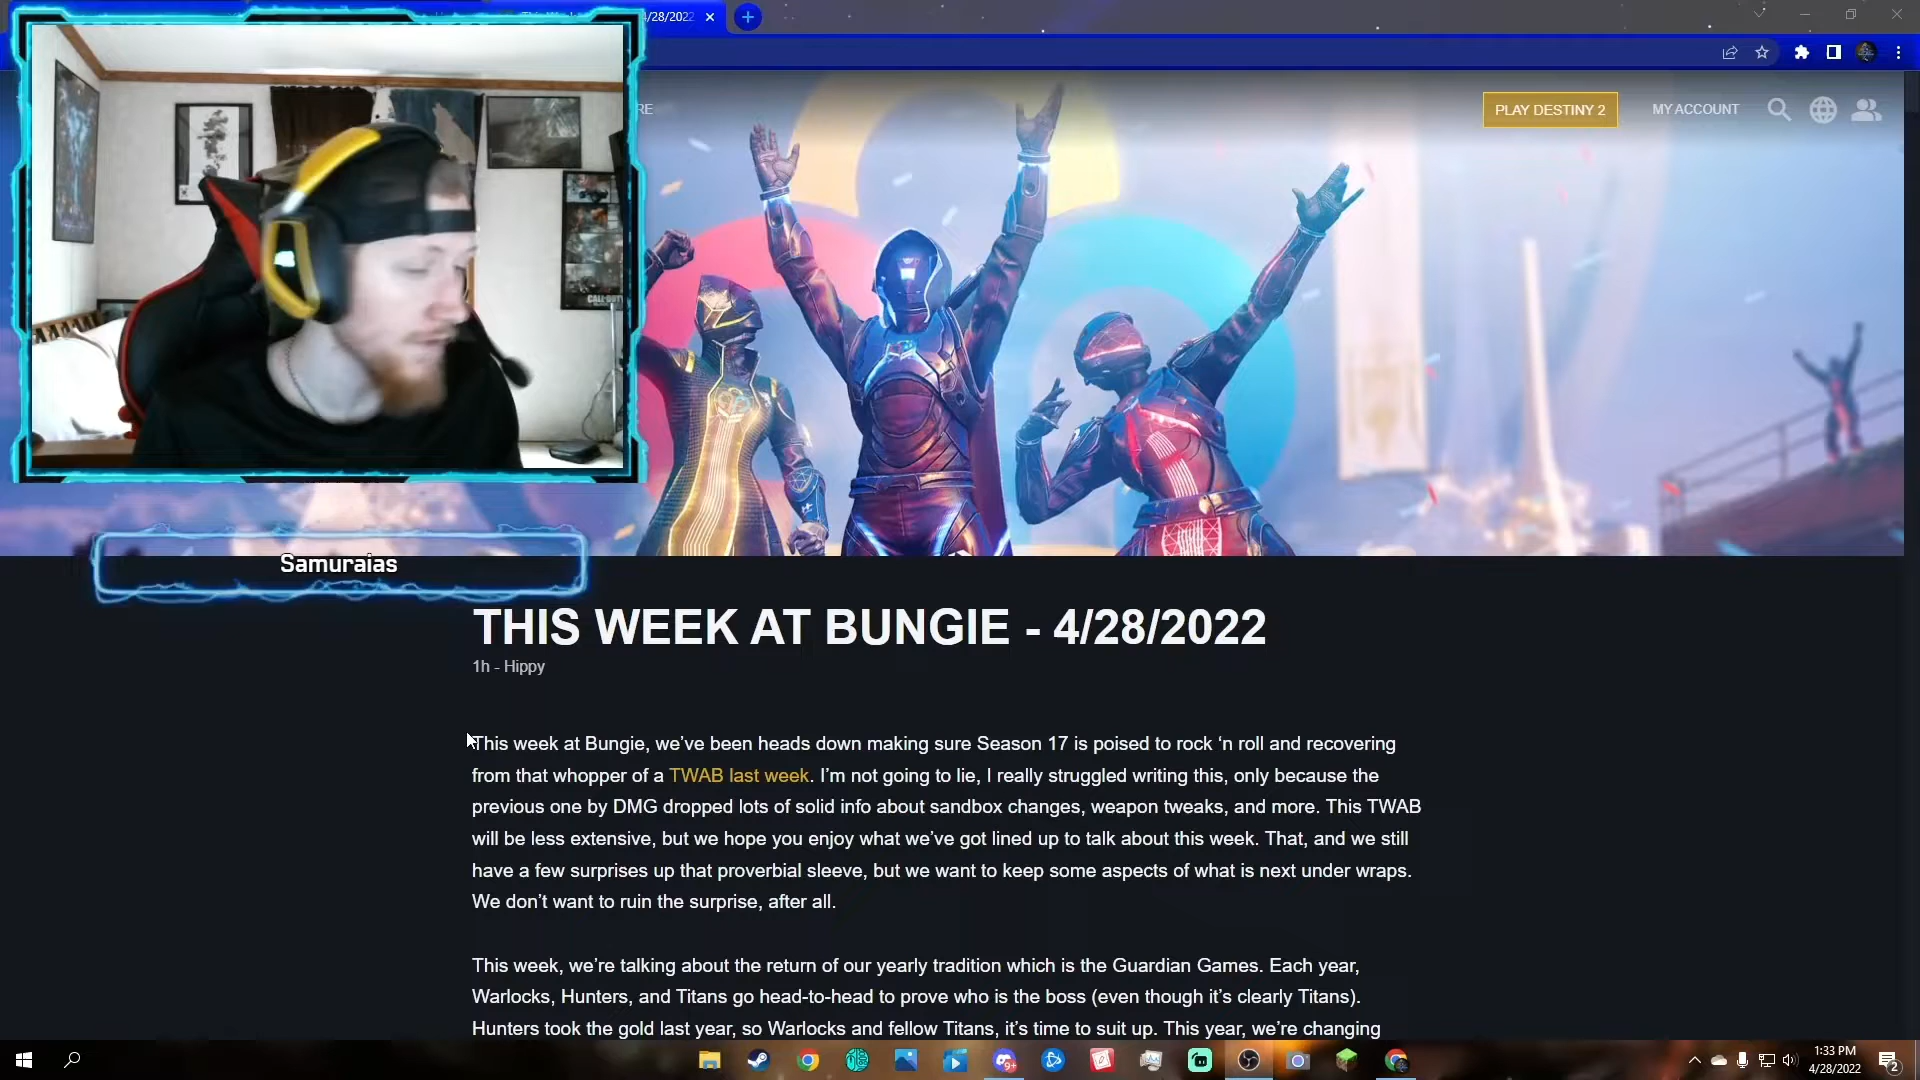 4/28/2022
RE
PLAY DESTINY 2
MY ACCOUNT
CALL OF DUTY
Samuraias
THIS WEEK AT BUNGIE - 4/28/2022
1h - Hippy
This week at Bungie, we’ve been heads down making sure Season 17 is poised to rock ‘n roll and recovering
from that whopper of a TWAB last week. I’m not going to lie, I really struggled writing this, only because the
previous one by DMG dropped lots of solid info about sandbox changes, weapon tweaks, and more. This TWAB
will be less extensive, but we hope you enjoy what we’ve got lined up to talk about this week. That, and we still
have a few surprises up that proverbial sleeve, but we want to keep some aspects of what is next under wraps.
We don’t want to ruin the surprise, after all.
This week, we’re talking about the return of our yearly tradition which is the Guardian Games. Each year,
Warlocks, Hunters, and Titans go head-to-head to prove who is the boss (even though it’s clearly Titans).
Hunters took the gold last year, so Warlocks and fellow Titans, it’s time to suit up. This year, we’re changing
9+
1:33 PM
4/28/2022
2